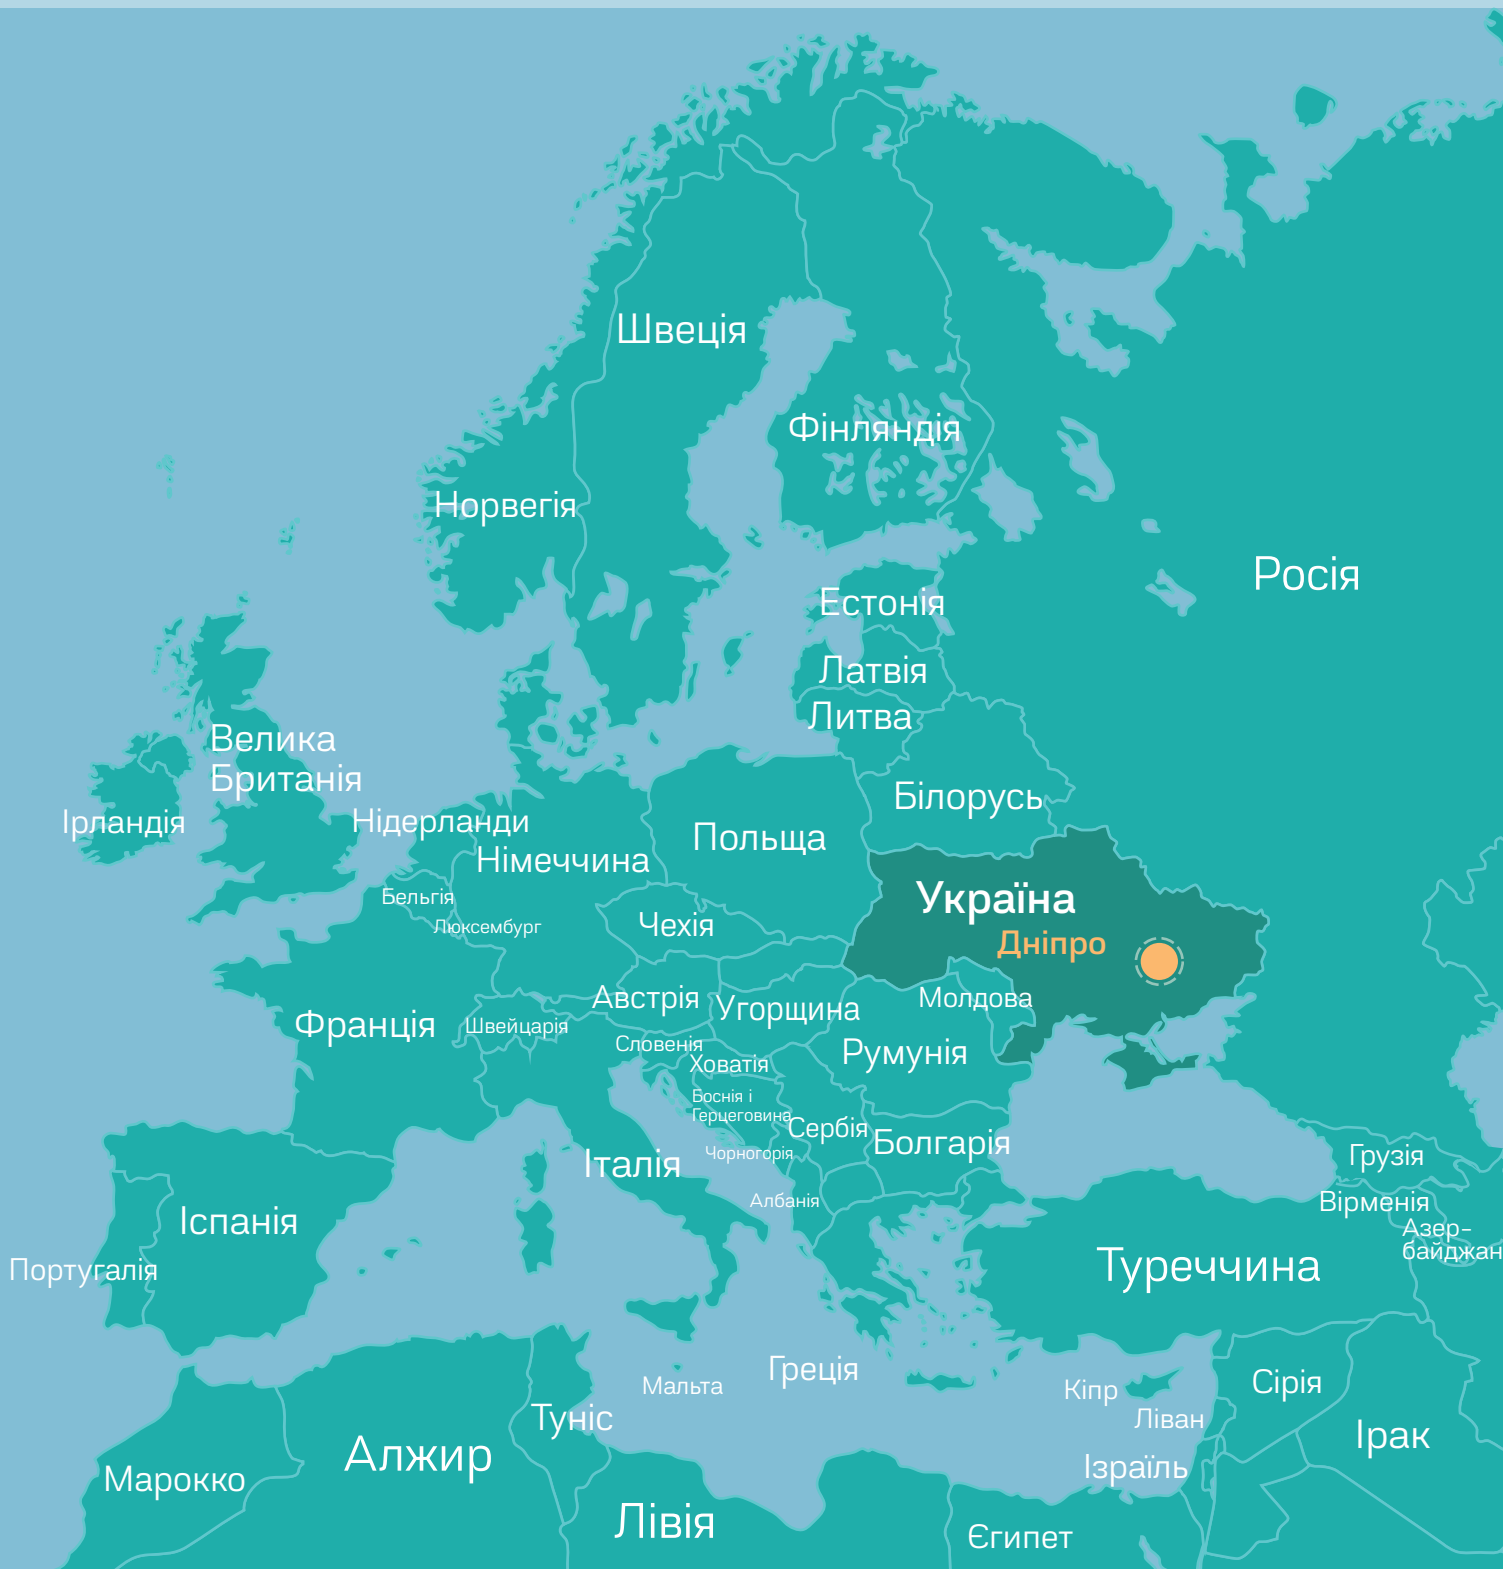 Швеція
Фінляндія
Норвегія
Росія
Естонія
Латвія
Литва
Велика
Британія
Білорусь
Ірландія
Нідерланди
Польща
Німеччина
Україна
Бельгія
Люксембург
Чехія
Дніпро
Австрія
Угорщина
Молдова
Франція
Швейцарія
Словенія
Ховатія
Румунія
Боснія і
Герцеговина
Сербія
Болгарія
Чорногорія
Італія
Грузія
Албанія
Вірменія
Іспанія
Азер-
байджан
Португалія
Туреччина
Греція
Мальта
Кіпр
Сірія
Туніс
Ліван
Ірак
Алжир
Ізраїль
Марокко
Лівія
Єгипет